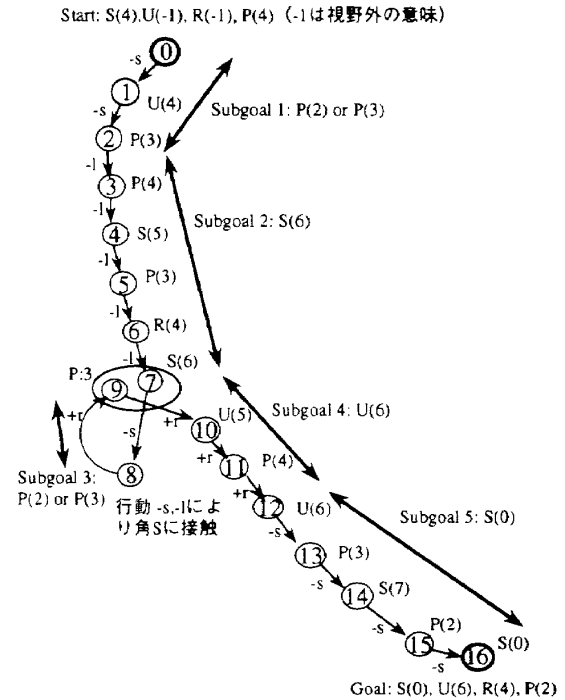 Start: S(4),U(-1), R(-1), P(4)（-1は視野外の意味）
0
-s
1
U(4)
-s
Subgoal 1: P(2) or P(3)
2
P(3)
-l
3
P(4)
-l
Subgoal 2: S(6)
4
S(5)
-l
5
P(3)
-l
6
R(4)
-l
S(6)
P:3
7
9
Subgoal 4: U(6)
+r
+r
U(5)
-s
10
+r
P(4)
8
11
Subgoal 3:
P(2) or P(3)
行動 -s,-lによ
り角Sに接触
+r
U(6)
12
Subgoal 5: S(0)
-s
P(3)
13
-s
S(7)
14
-s
P(2)
15
S(0)
-s
16
Goal: S(0), U(6), R(4), P(2)